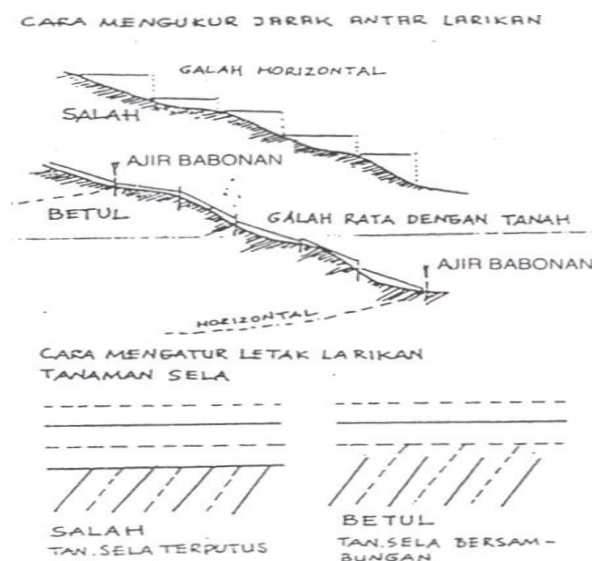 CARA MENGUKUR JARAK ANTAR LARIKAN
GALAH HORIZONTAL
SALAH
AJIR BABONAN
BETUL
GALAH RATA DENGAN TANAH
AJIR BABONAN
HORIZONTAL
CARA MENGATUR LETAK LARIKAN
TANAMAN SELA
SALAH
TAN. SELA TERPUTUS
BETUL
TAN. SELA BERSAM-
BUNGAN